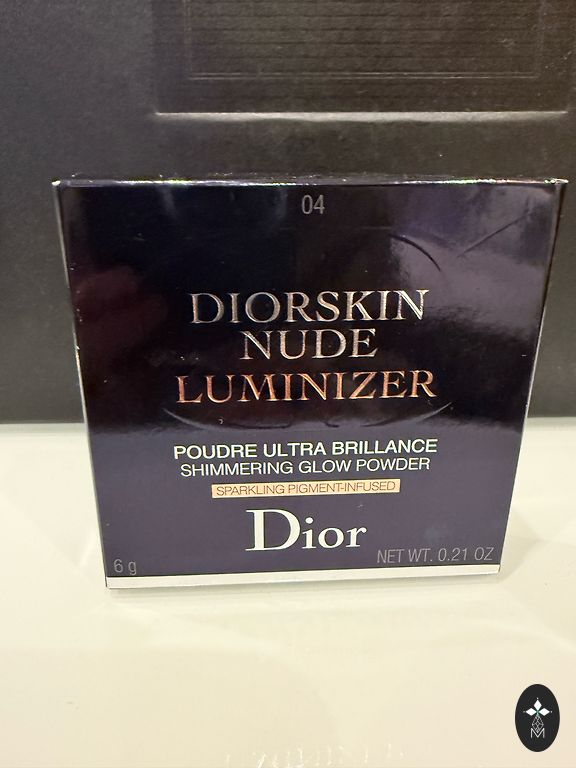 04
DIORSKIN
NUDE
LUMINIZER
POUDRE ULTRA BRILLANCE
SHIMMERING GLOW POWDER
SPARKLING PIGMENT-INFUSED
Dior
6 g
NET WT. 0.21 OZ
M